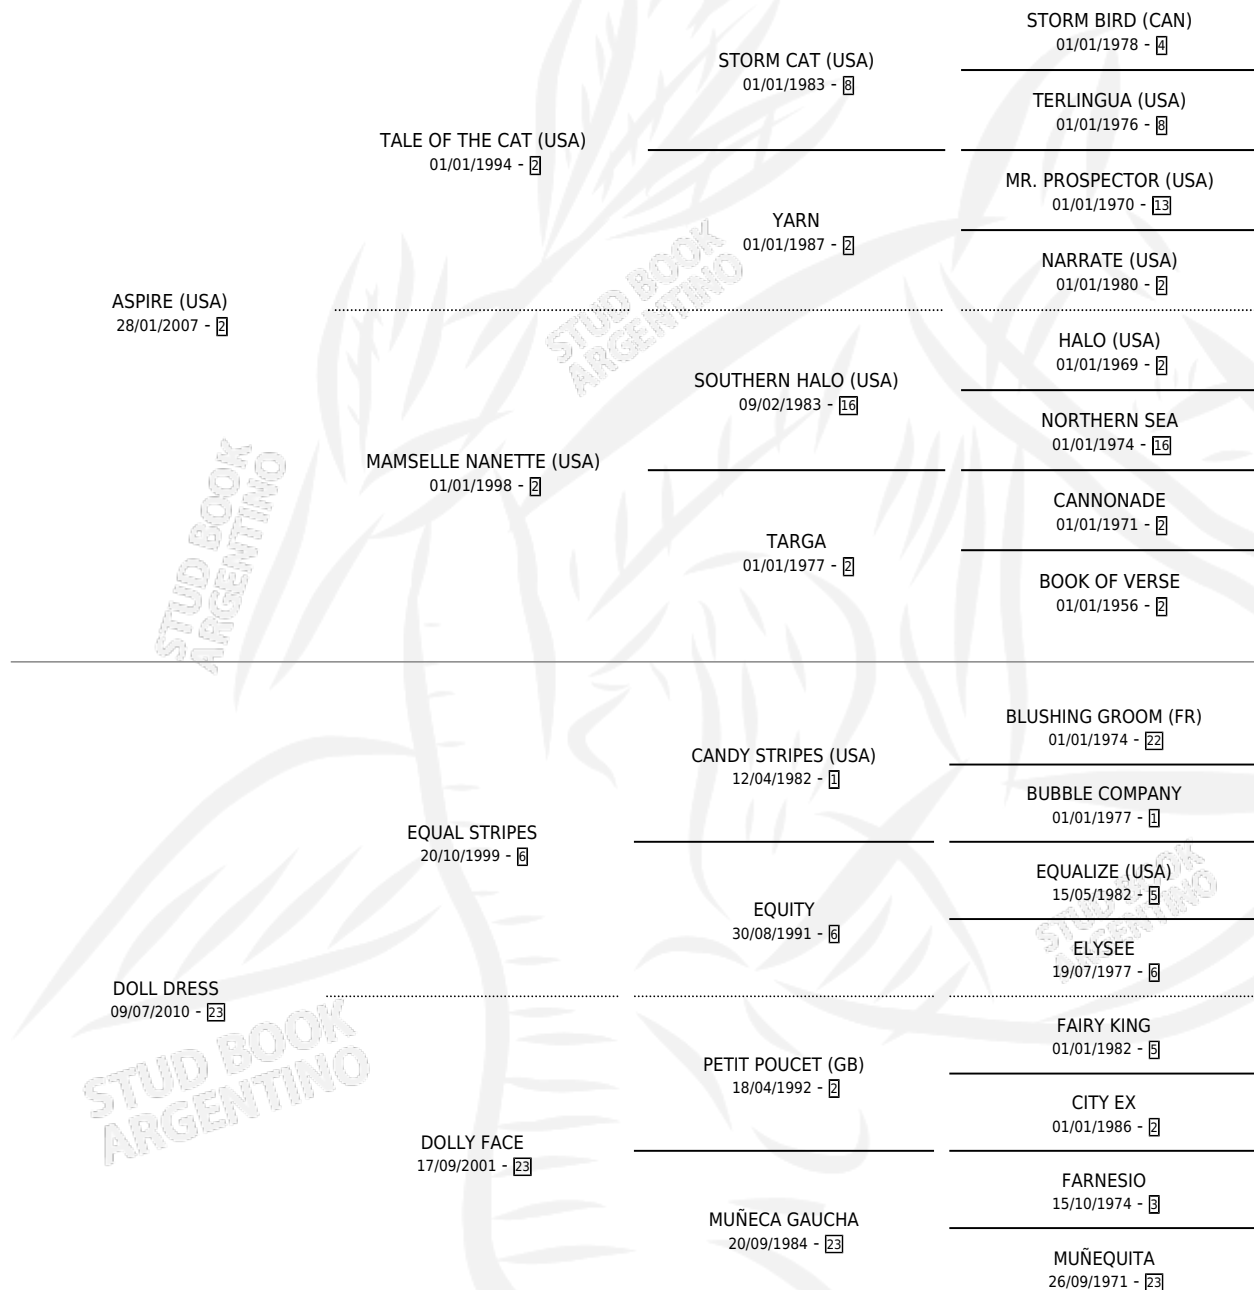 STORM BIRD (CAN)
01/01/1978 - 4
STORM CAT (USA)
01/01/1983 - 8
TERLINGUA (USA)
01/01/1976 - 8
TALE OF THE CAT (USA)
01/01/1994 - 2
MR. PROSPECTOR (USA)
01/01/1970 - 13
YARN
01/01/1987 - 2
NARRATE (USA)
01/01/1980 - 2
ASPIRE (USA)
28/01/2007 - 2
HALO (USA)
01/01/1969 - 2
SOUTHERN HALO (USA)
09/02/1983 - 16
NORTHERN SEA
01/01/1974 - 16
MAMSELLE NANETTE (USA)
01/01/1998 - 2
CANNONADE
01/01/1971 - 2
TARGA
01/01/1977 - 2
BOOK OF VERSE
01/01/1956 - 2
BLUSHING GROOM (FR)
01/01/1974 - 22
CANDY STRIPES (USA)
12/04/1982 - 1
BUBBLE COMPANY
01/01/1977 - 1
EQUAL STRIPES
20/10/1999 - 6
EQUALIZE (USA)
15/05/1982 - 5
EQUITY
30/08/1991 - 6
ELYSEE
19/07/1977 - 6
DOLL DRESS
09/07/2010 - 23
FAIRY KING
01/01/1982 - 5
PETIT POUCET (GB)
18/04/1992 - 2
CITY EX
01/01/1986 - 2
DOLLY FACE
17/09/2001 - 23
FARNESIO
15/10/1974 - 3
MUÑECA GAUCHA
20/09/1984 - 23
MUÑEQUITA
26/09/1971 - 23
STUD BOOK
ARGENTINO
STUD BOOK
ARGENTINO
STUD BOOK
ARGENTINO
STUD BOOK
ARGENTINO